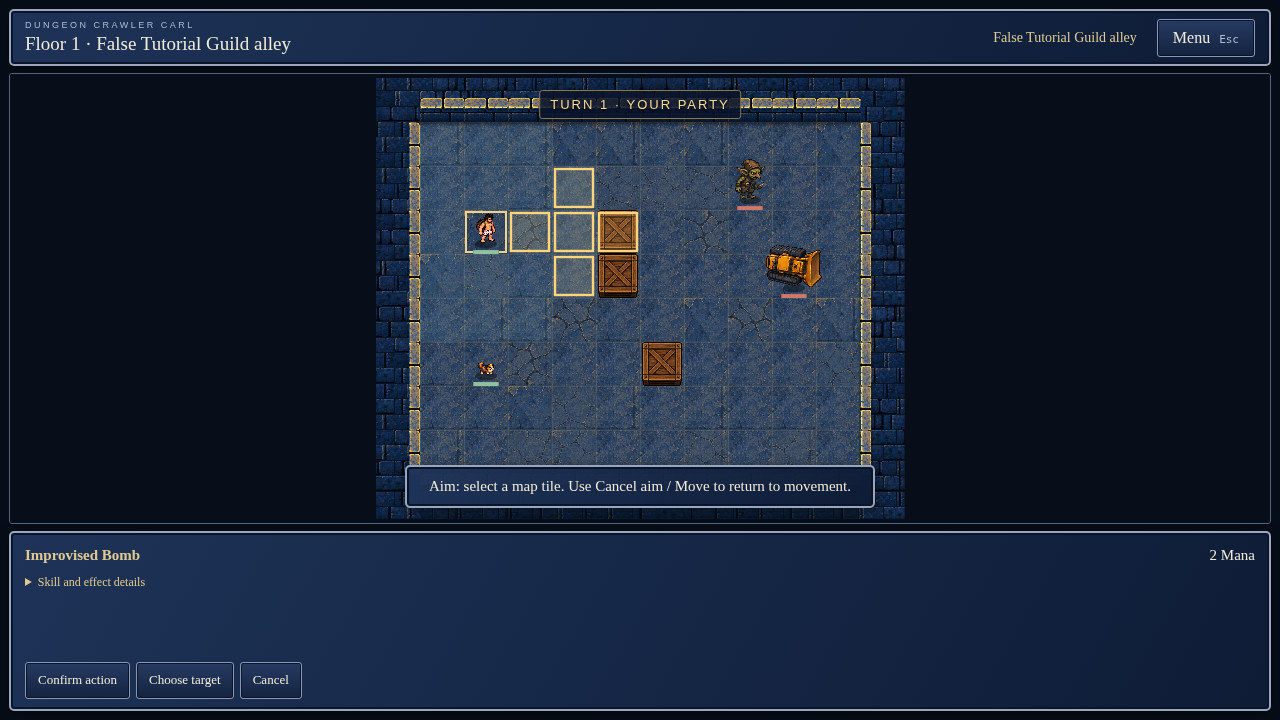 DUNGEON CRAWLER CARL
Floor 1 · False Tutorial Guild alley
False Tutorial Guild alley
Menu Esc
TURN 1 · YOUR PARTY
Aim: select a map tile. Use Cancel aim / Move to return to movement.
Improvised Bomb
2 Mana
Skill and effect details
Confirm action
Choose target
Cancel